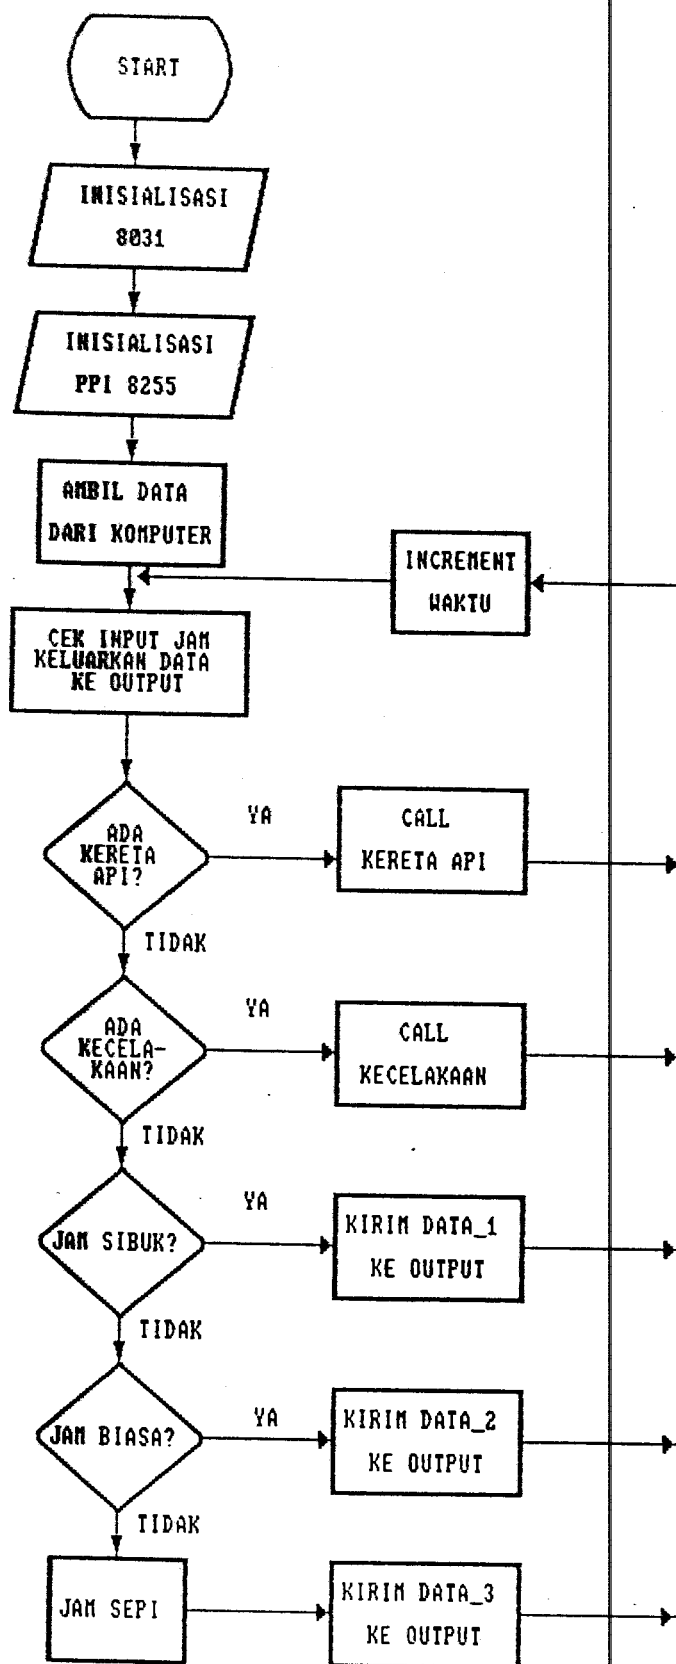 START
INISIALISASI
8031
INISIALISASI
PPI 8255
AMBIL DATA
DARI KOMPUTER
INCREMENT
WAKTU
CEK INPUT JAM
KELUARKAN DATA
KE OUTPUT
ADA
KERETA
API?
YA
CALL
KERETA API
TIDAK
ADA
KECELA-
KAAN?
YA
CALL
KECELAKAAN
TIDAK
JAM SIBUK?
YA
KIRIM DATA_1
KE OUTPUT
TIDAK
JAM BIASA?
YA
KIRIM DATA_2
KE OUTPUT
TIDAK
JAM SEPI
KIRIM DATA_3
KE OUTPUT